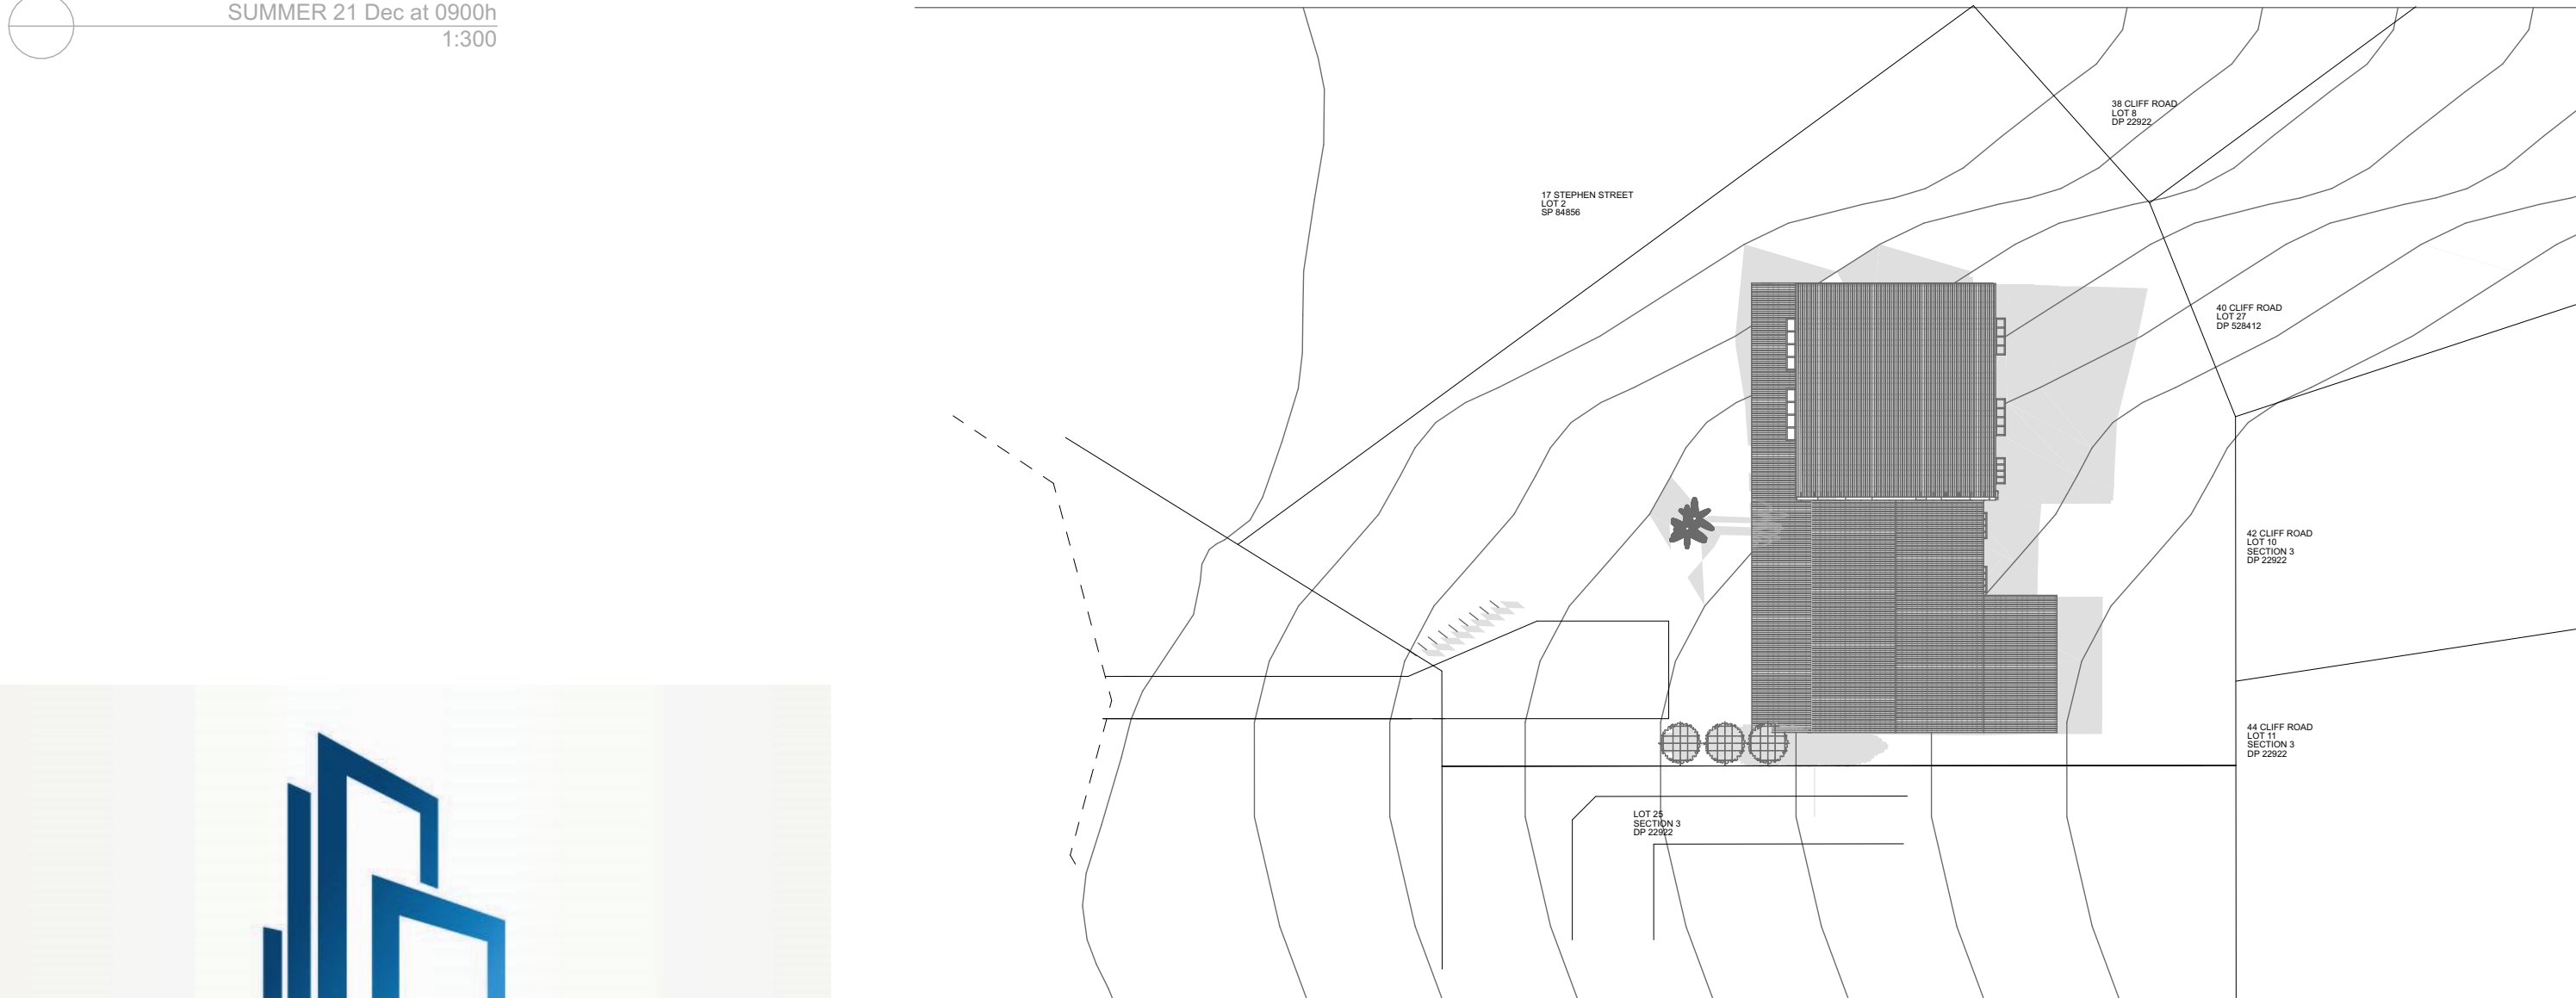 SUMMER 21 Dec at 0900h
1:300
38 CLIFF ROAD
LOT 8
DP 22922
17 STEPHEN STREET
LOT 2
SP 84856
40 CLIFF ROAD
LOT 27
DP 528412
42 CLIFF ROAD
LOT 10
SECTION 3
DP 22922
44 CLIFF ROAD
LOT 11
SECTION 3
DP 22922
LOT 25
SECTION 3
DP 22922